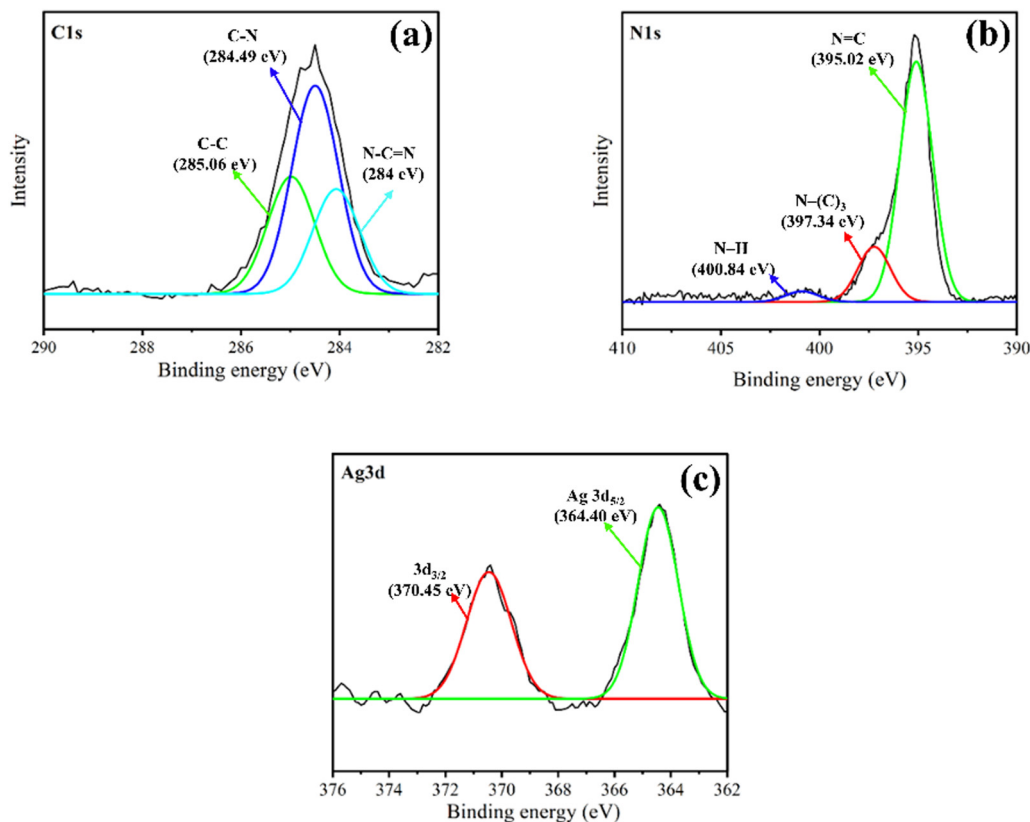 C1s
(a)
C-N
(284.49 eV)
C-C
(285.06 eV)
N-C=N
(284 eV)
Intensity
290
288
286
284
282
Binding energy (eV)
N1s
(b)
N=C
(395.02 eV)
N–(C)₃
(397.34 eV)
N–H
(400.84 eV)
Intensity
410
405
400
395
390
Binding energy (eV)
Ag3d
(c)
Ag 3d₅/₂
(364.40 eV)
3d₃/₂
(370.45 eV)
Intensity
376
374
372
370
368
366
364
362
Binding energy (eV)